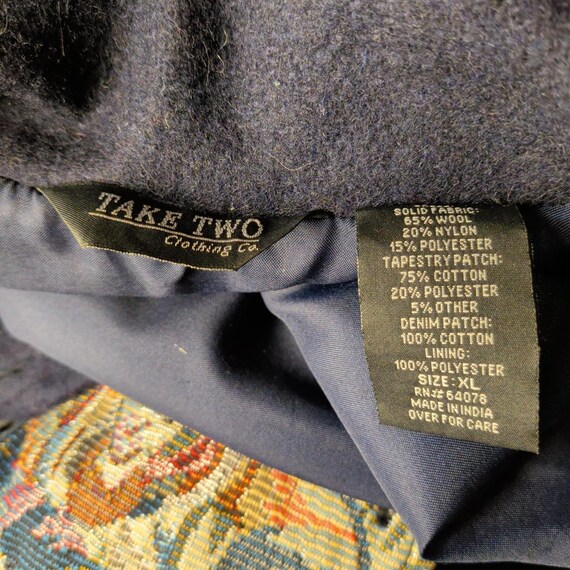 TAKE TWO
Clothing Co.
SOLID FABRIC:
65% WOOL
20% NYLON
15% POLYESTER
TAPESTRY PATCH:
75% COTTON
20% POLYESTER
5% OTHER
DENIM PATCH:
100% COTTON
LINING:
100% POLYESTER
SIZE: XL
RN# 64078
MADE IN INDIA
OVER FOR CARE